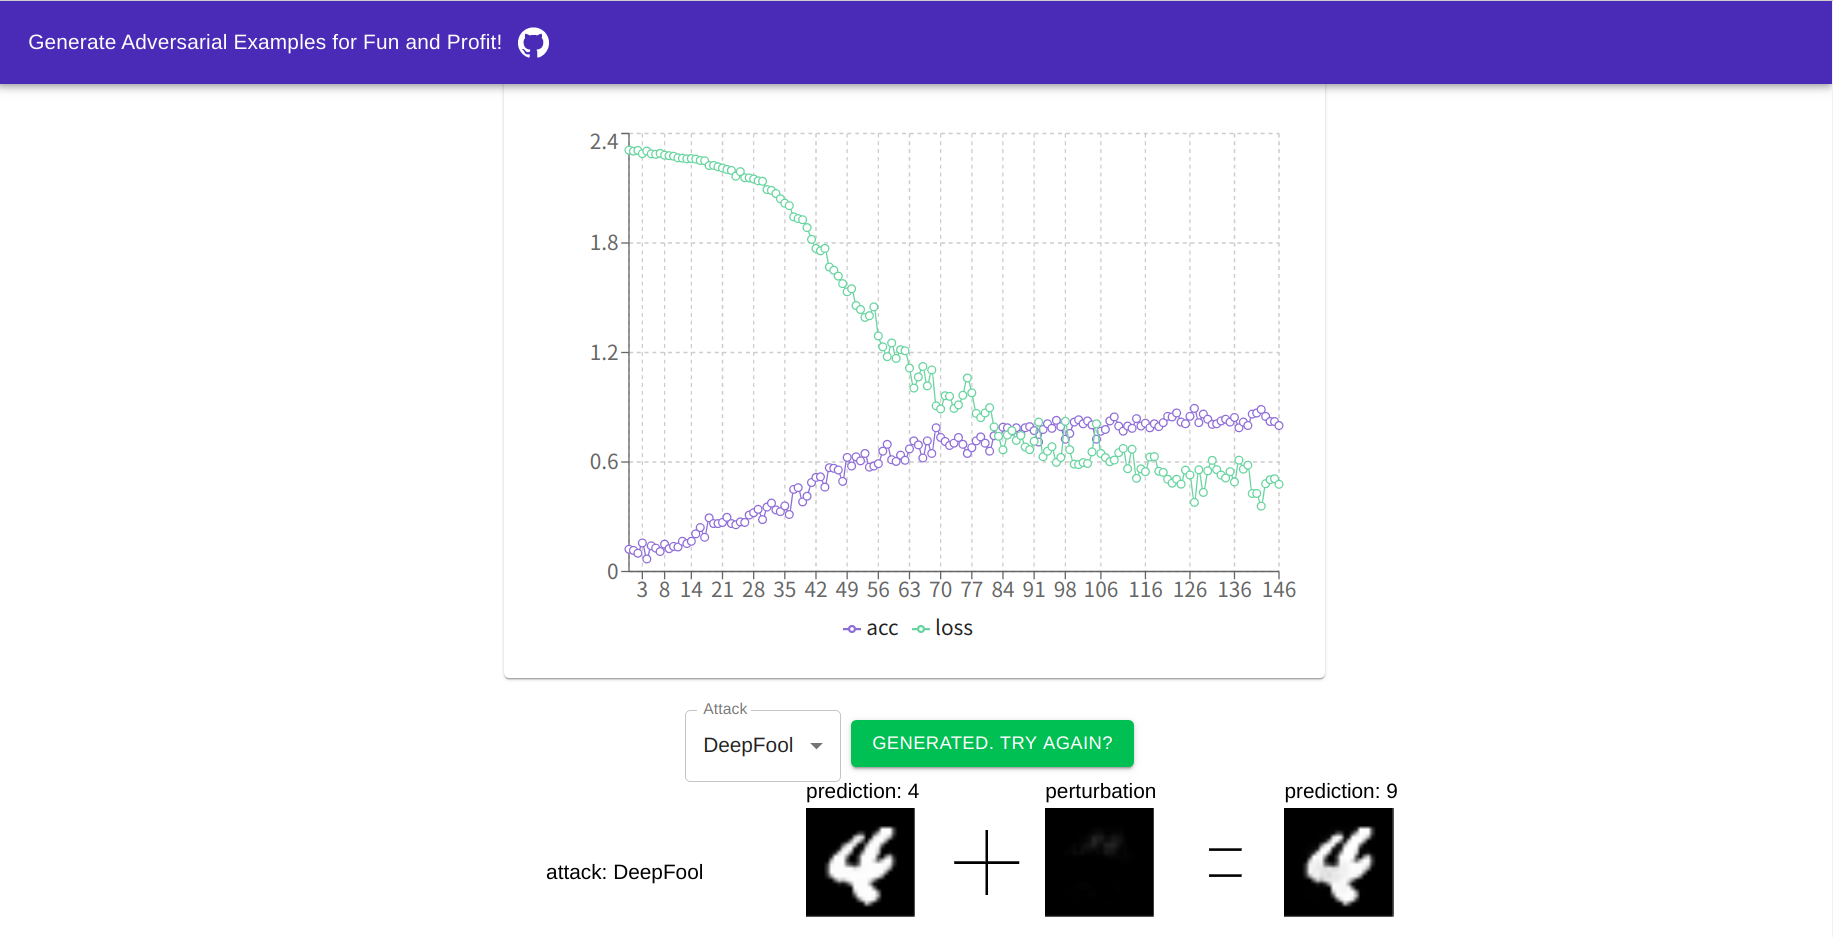 Generate Adversarial Examples for Fun and Profit!
2.4
1.8
1.2
0.6
0
3 8 14 21 28 35 42 49 56 63 70 77 84 91 98 106 116 126 136 146
acc loss
Attack
DeepFool
GENERATED. TRY AGAIN?
prediction: 4 perturbation prediction: 9
attack: DeepFool
4 4